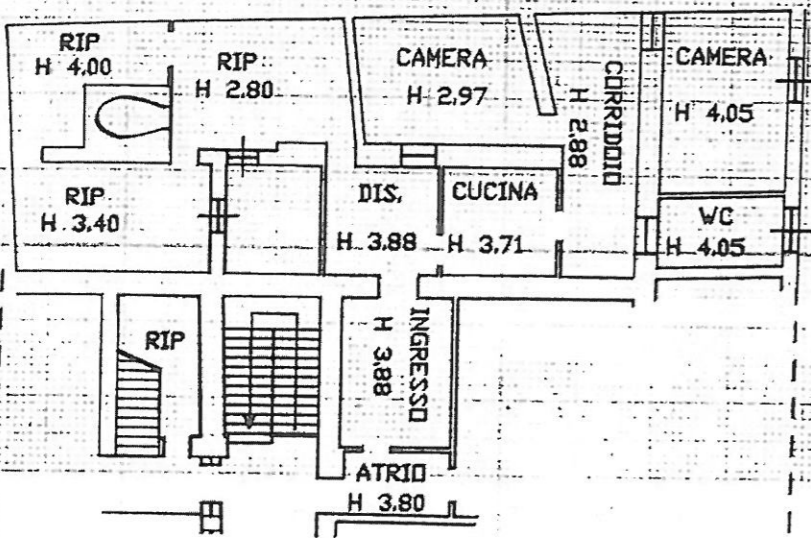 RIP
H 4.00
RIP
H 2.80
CAMERA
H 2.97
CORRIDOIO
H 2.88
CAMERA
H 4.05
RIP
H 3.40
DIS.
H 3.88
CUCINA
H 3.71
WC
H 4.05
RIP
INGRESSO
H 3.88
ATRIO
H 3.80